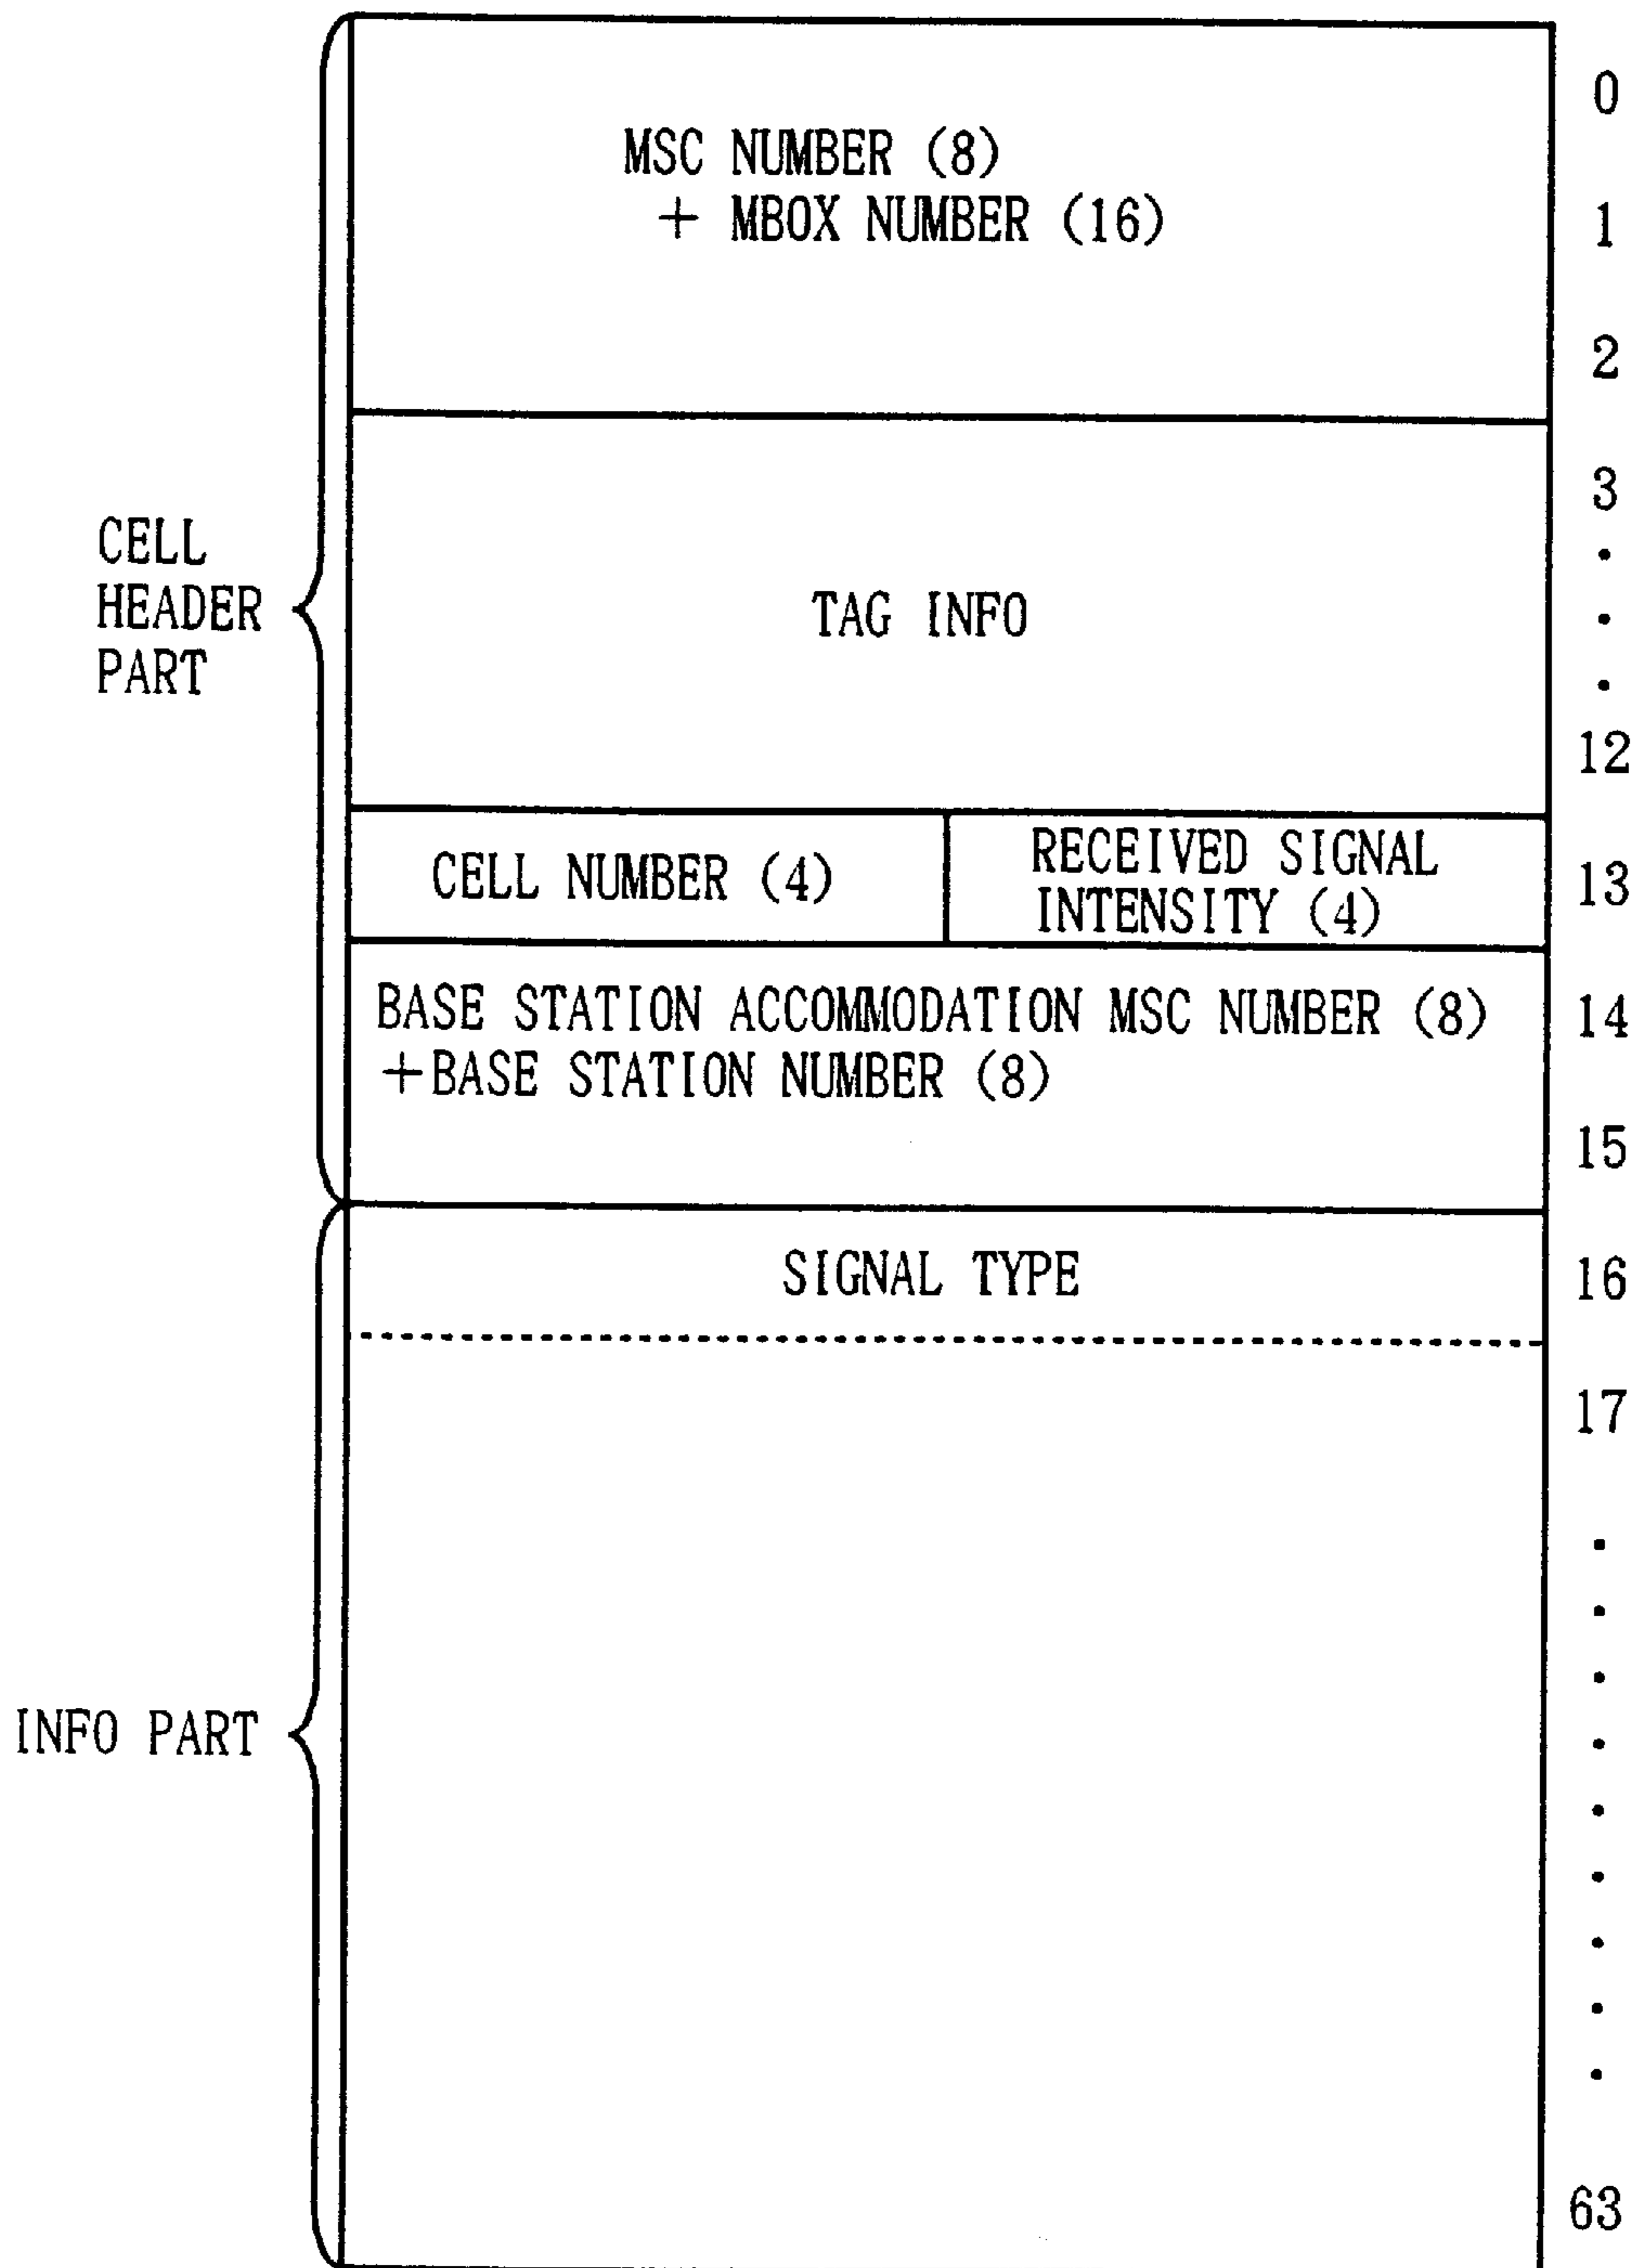 0
MSC NUMBER (8)
+ MBOX NUMBER (16)
1
2
3
.
.
.
12
TAG INFO
CELL
HEADER
PART
CELL NUMBER (4)
RECEIVED SIGNAL
INTENSITY (4)
13
BASE STATION ACCOMMODATION MSC NUMBER (8)
+BASE STATION NUMBER (8)
14
15
SIGNAL TYPE
16
17
.
.
.
.
.
.
.
.
.
INFO PART
63